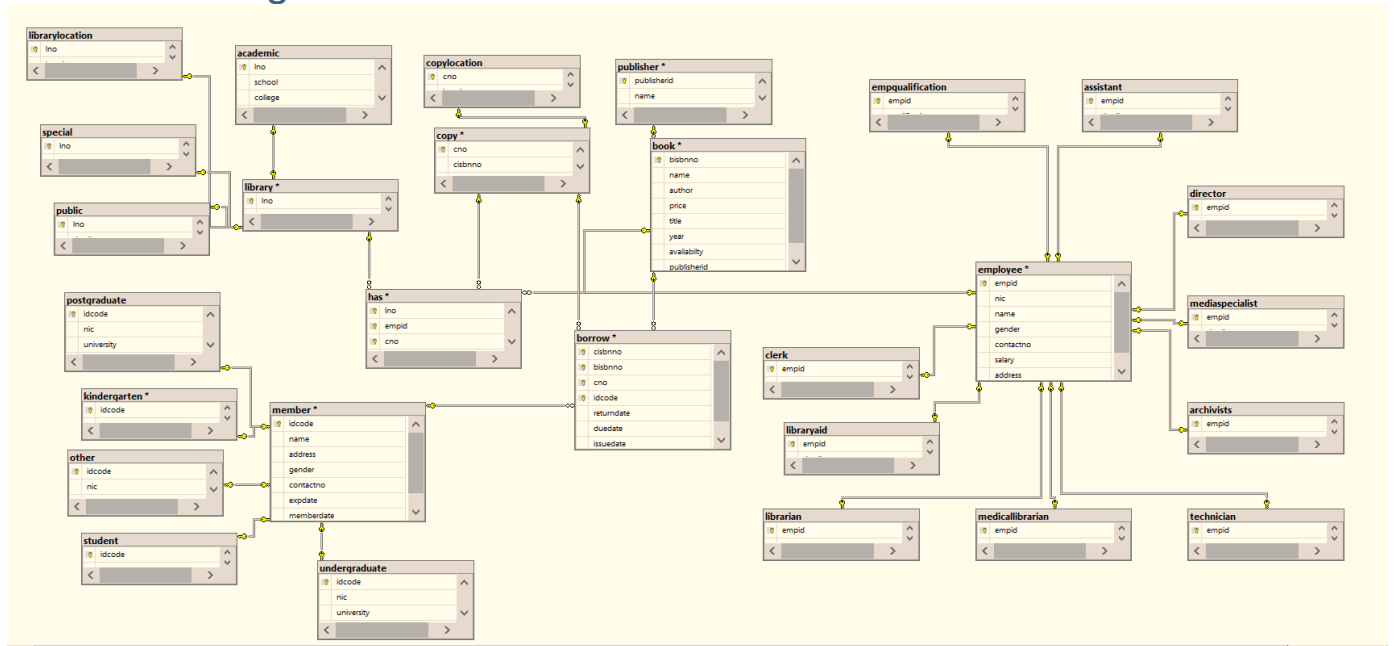 librarylocation
lno
academic
lno
school
college
copylocation
cno
publisher *
publisherid
name
empqualification
empid
assistant
empid
special
lno
copy *
cno
cisbnno
book *
bisbnno
name
author
price
title
year
availabilty
publisherid
library *
lno
public
lno
director
empid
employee *
empid
nic
name
gender
contactno
salary
address
postgraduate
idcode
nic
university
has *
lno
empid
cno
mediaspecialist
empid
borrow *
cisbnno
bisbnno
cno
idcode
returndate
duedate
issuedate
clerk
empid
kindergarten *
idcode
member *
idcode
name
address
gender
contactno
expdate
memberdate
archivists
empid
libraryaid
empid
other
idcode
nic
librarian
empid
medicallibrarian
empid
technician
empid
student
idcode
undergraduate
idcode
nic
university